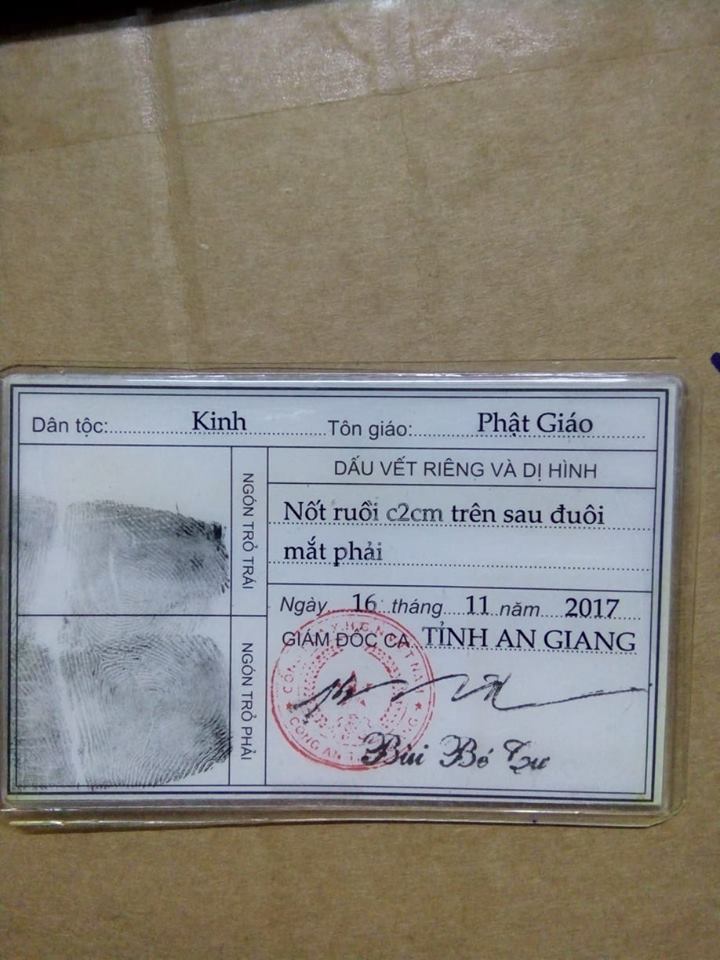 Dân tộc: Kinh Tôn giáo: Phật Giáo
NGÓN TRỎ TRÁI
NGÓN TRỎ PHẢI
DẤU VẾT RIÊNG VÀ DỊ HÌNH
Nốt ruồi c2cm trên sau đuôi
mắt phải
Ngày 16 tháng 11 năm 2017
GIÁM ĐỐC CA TỈNH AN GIANG
Bùi Bé Tư